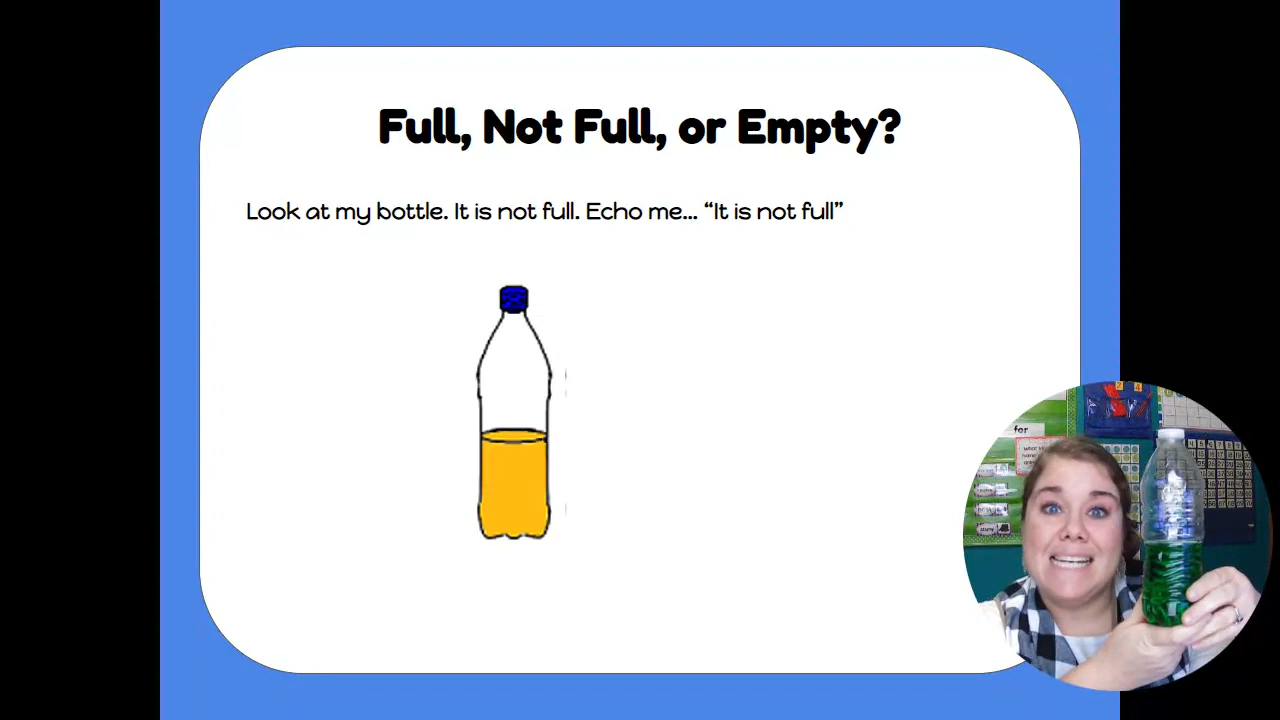 Full, Not Full, or Empty?
Look at my bottle. It is not full. Echo me... “It is not full”
for